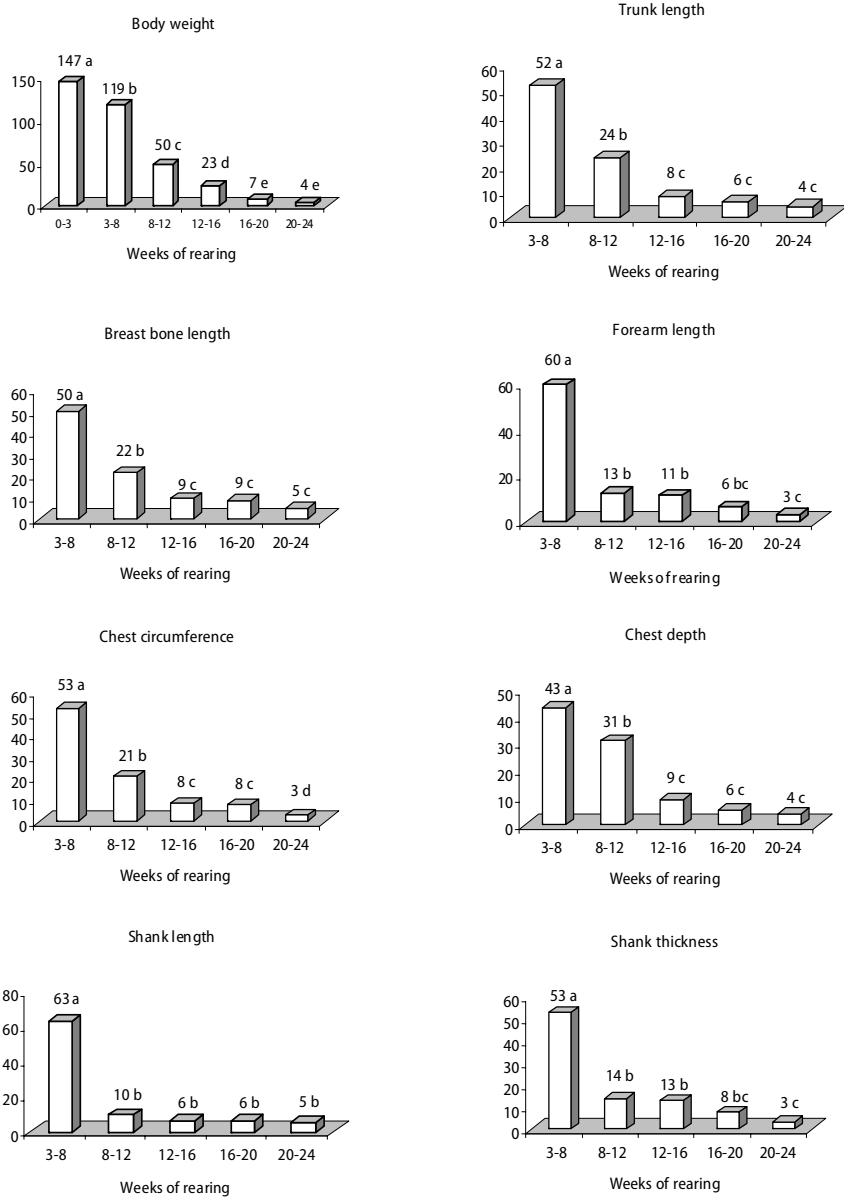 Body weight
147 a
119 b
50 c
23 d
7 e
4 e
150
100
50
0
0-3 3-8 8-12 12-16 16-20 20-24
Weeks of rearing
Trunk length
52 a
24 b
8 c
6 c
4 c
60
50
40
30
20
10
0
3-8 8-12 12-16 16-20 20-24
Weeks of rearing
Breast bone length
50 a
22 b
9 c
9 c
5 c
60
50
40
30
20
10
0
3-8 8-12 12-16 16-20 20-24
Weeks of rearing
Forearm length
60 a
13 b
11 b
6 bc
3 c
60
40
20
0
3-8 8-12 12-16 16-20 20-24
Weeks of rearing
Chest circumference
53 a
21 b
8 c
8 c
3 d
60
50
40
30
20
10
0
3-8 8-12 12-16 16-20 20-24
Weeks of rearing
Chest depth
43 a
31 b
9 c
6 c
4 c
50
40
30
20
10
0
3-8 8-12 12-16 16-20 20-24
Weeks of rearing
Shank length
63 a
10 b
6 b
6 b
5 b
80
60
40
20
0
3-8 8-12 12-16 16-20 20-24
Weeks of rearing
Shank thickness
53 a
14 b
13 b
8 bc
3 c
60
50
40
30
20
10
0
3-8 8-12 12-16 16-20 20-24
Weeks of rearing